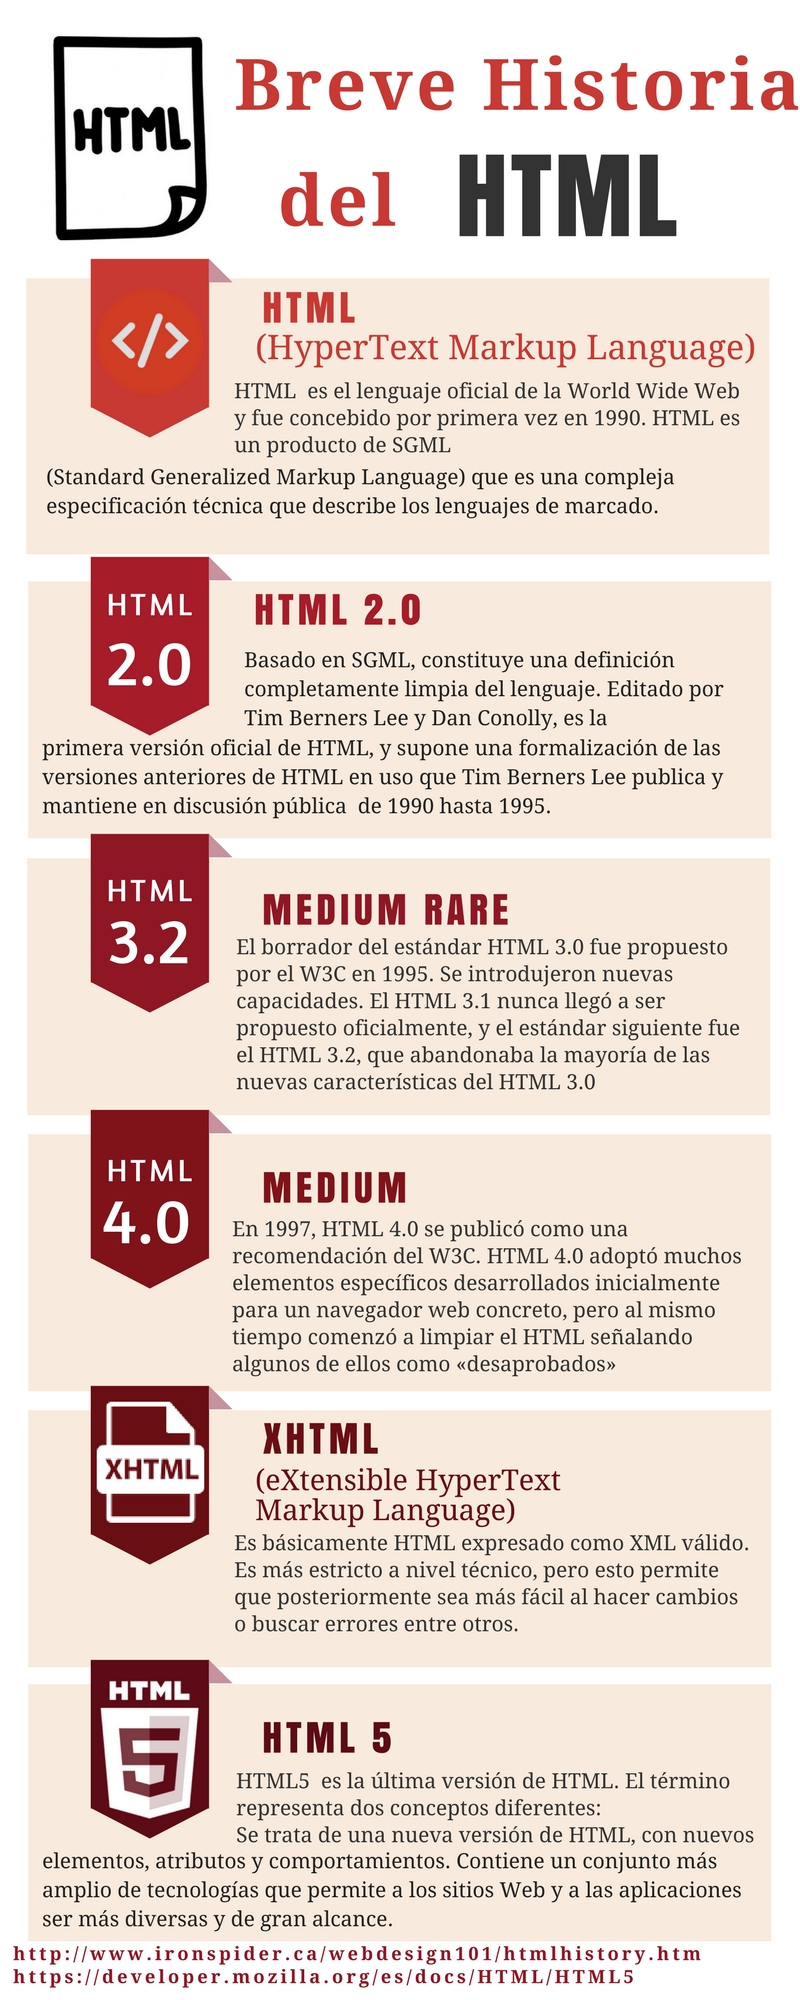 HTML
Breve Historia
del HTML
</>
HTML
(HyperText Markup Language)
HTML es el lenguaje oficial de la World Wide Web
y fue concebido por primera vez en 1990. HTML es
un producto de SGML
(Standard Generalized Markup Language) que es una compleja
especificación técnica que describe los lenguajes de marcado.
HTML
2.0
HTML 2.0
Basado en SGML, constituye una definición
completamente limpia del lenguaje. Editado por
Tim Berners Lee y Dan Conolly, es la
primera versión oficial de HTML, y supone una formalización de las
versiones anteriores de HTML en uso que Tim Berners Lee publica y
mantiene en discusión pública de 1990 hasta 1995.
HTML
3.2
MEDIUM RARE
El borrador del estándar HTML 3.0 fue propuesto
por el W3C en 1995. Se introdujeron nuevas
capacidades. El HTML 3.1 nunca llegó a ser
propuesto oficialmente, y el estándar siguiente fue
el HTML 3.2, que abandonaba la mayoría de las
nuevas características del HTML 3.0
HTML
4.0
MEDIUM
En 1997, HTML 4.0 se publicó como una
recomendación del W3C. HTML 4.0 adoptó muchos
elementos específicos desarrollados inicialmente
para un navegador web concreto, pero al mismo
tiempo comenzó a limpiar el HTML señalando
algunos de ellos como «desaprobados»
XHTML
XHTML
(eXtensible HyperText
Markup Language)
Es básicamente HTML expresado como XML válido.
Es más estricto a nivel técnico, pero esto permite
que posteriormente sea más fácil al hacer cambios
o buscar errores entre otros.
HTML
5
HTML 5
HTML5 es la última versión de HTML. El término
representa dos conceptos diferentes:
Se trata de una nueva versión de HTML, con nuevos
elementos, atributos y comportamientos. Contiene un conjunto más
amplio de tecnologías que permite a los sitios Web y a las aplicaciones
ser más diversas y de gran alcance.
http://www.ironspider.ca/webdesign101/htmlhistory.htm
https://developer.mozilla.org/es/docs/HTML/HTML5